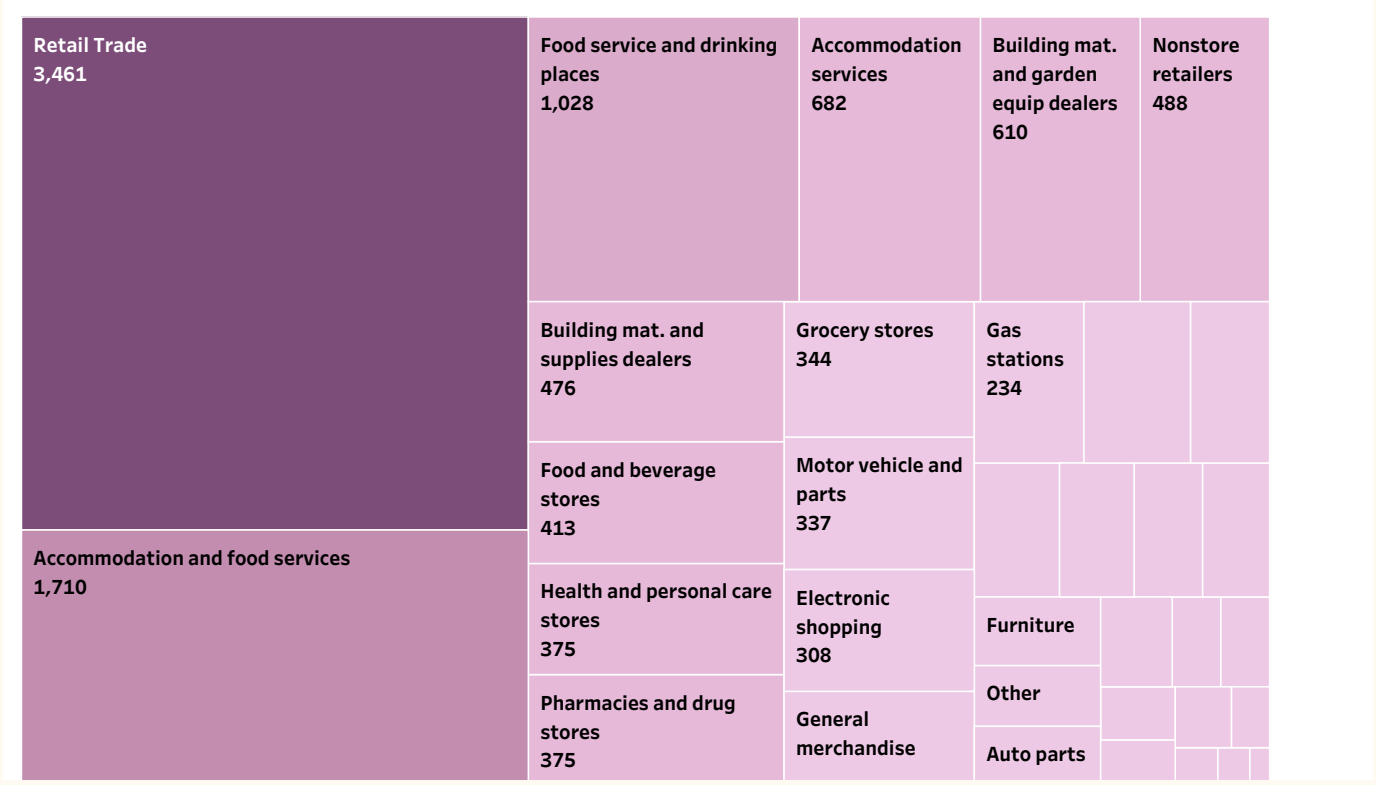 Retail Trade
3,461
Accommodation and food services
1,710
Food service and drinking
places
1,028
Accommodation
services
682
Building mat.
and garden
equip dealers
610
Nonstore
retailers
488
Building mat. and
supplies dealers
476
Food and beverage
stores
413
Health and personal care
stores
375
Pharmacies and drug
stores
375
Grocery stores
344
Motor vehicle and
parts
337
Electronic
shopping
308
General
merchandise
Gas
stations
234
Furniture
Other
Auto parts